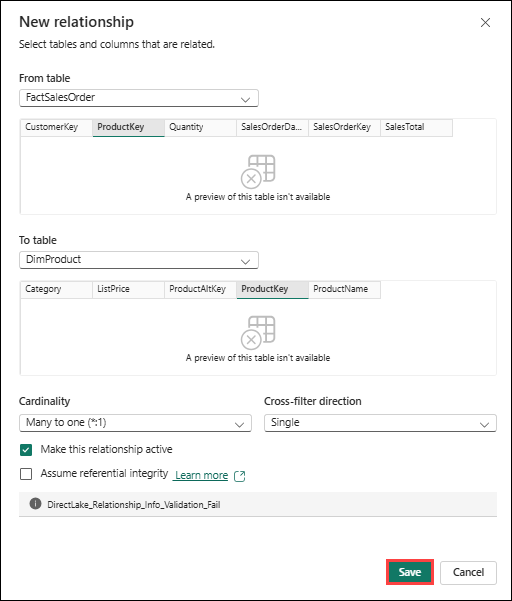 New relationship
Select tables and columns that are related.
From table
FactSalesOrder
CustomerKey ProductKey Quantity SalesOrderDa... SalesOrderKey SalesTotal
A preview of this table isn't available
To table
DimProduct
Category ListPrice ProductAltKey ProductKey ProductName
A preview of this table isn't available
Cardinality Cross-filter direction
Many to one (*:1) Single
Make this relationship active
Assume referential integrity Learn more
DirectLake_Relationship_Info_Validation_Fail
Save Cancel